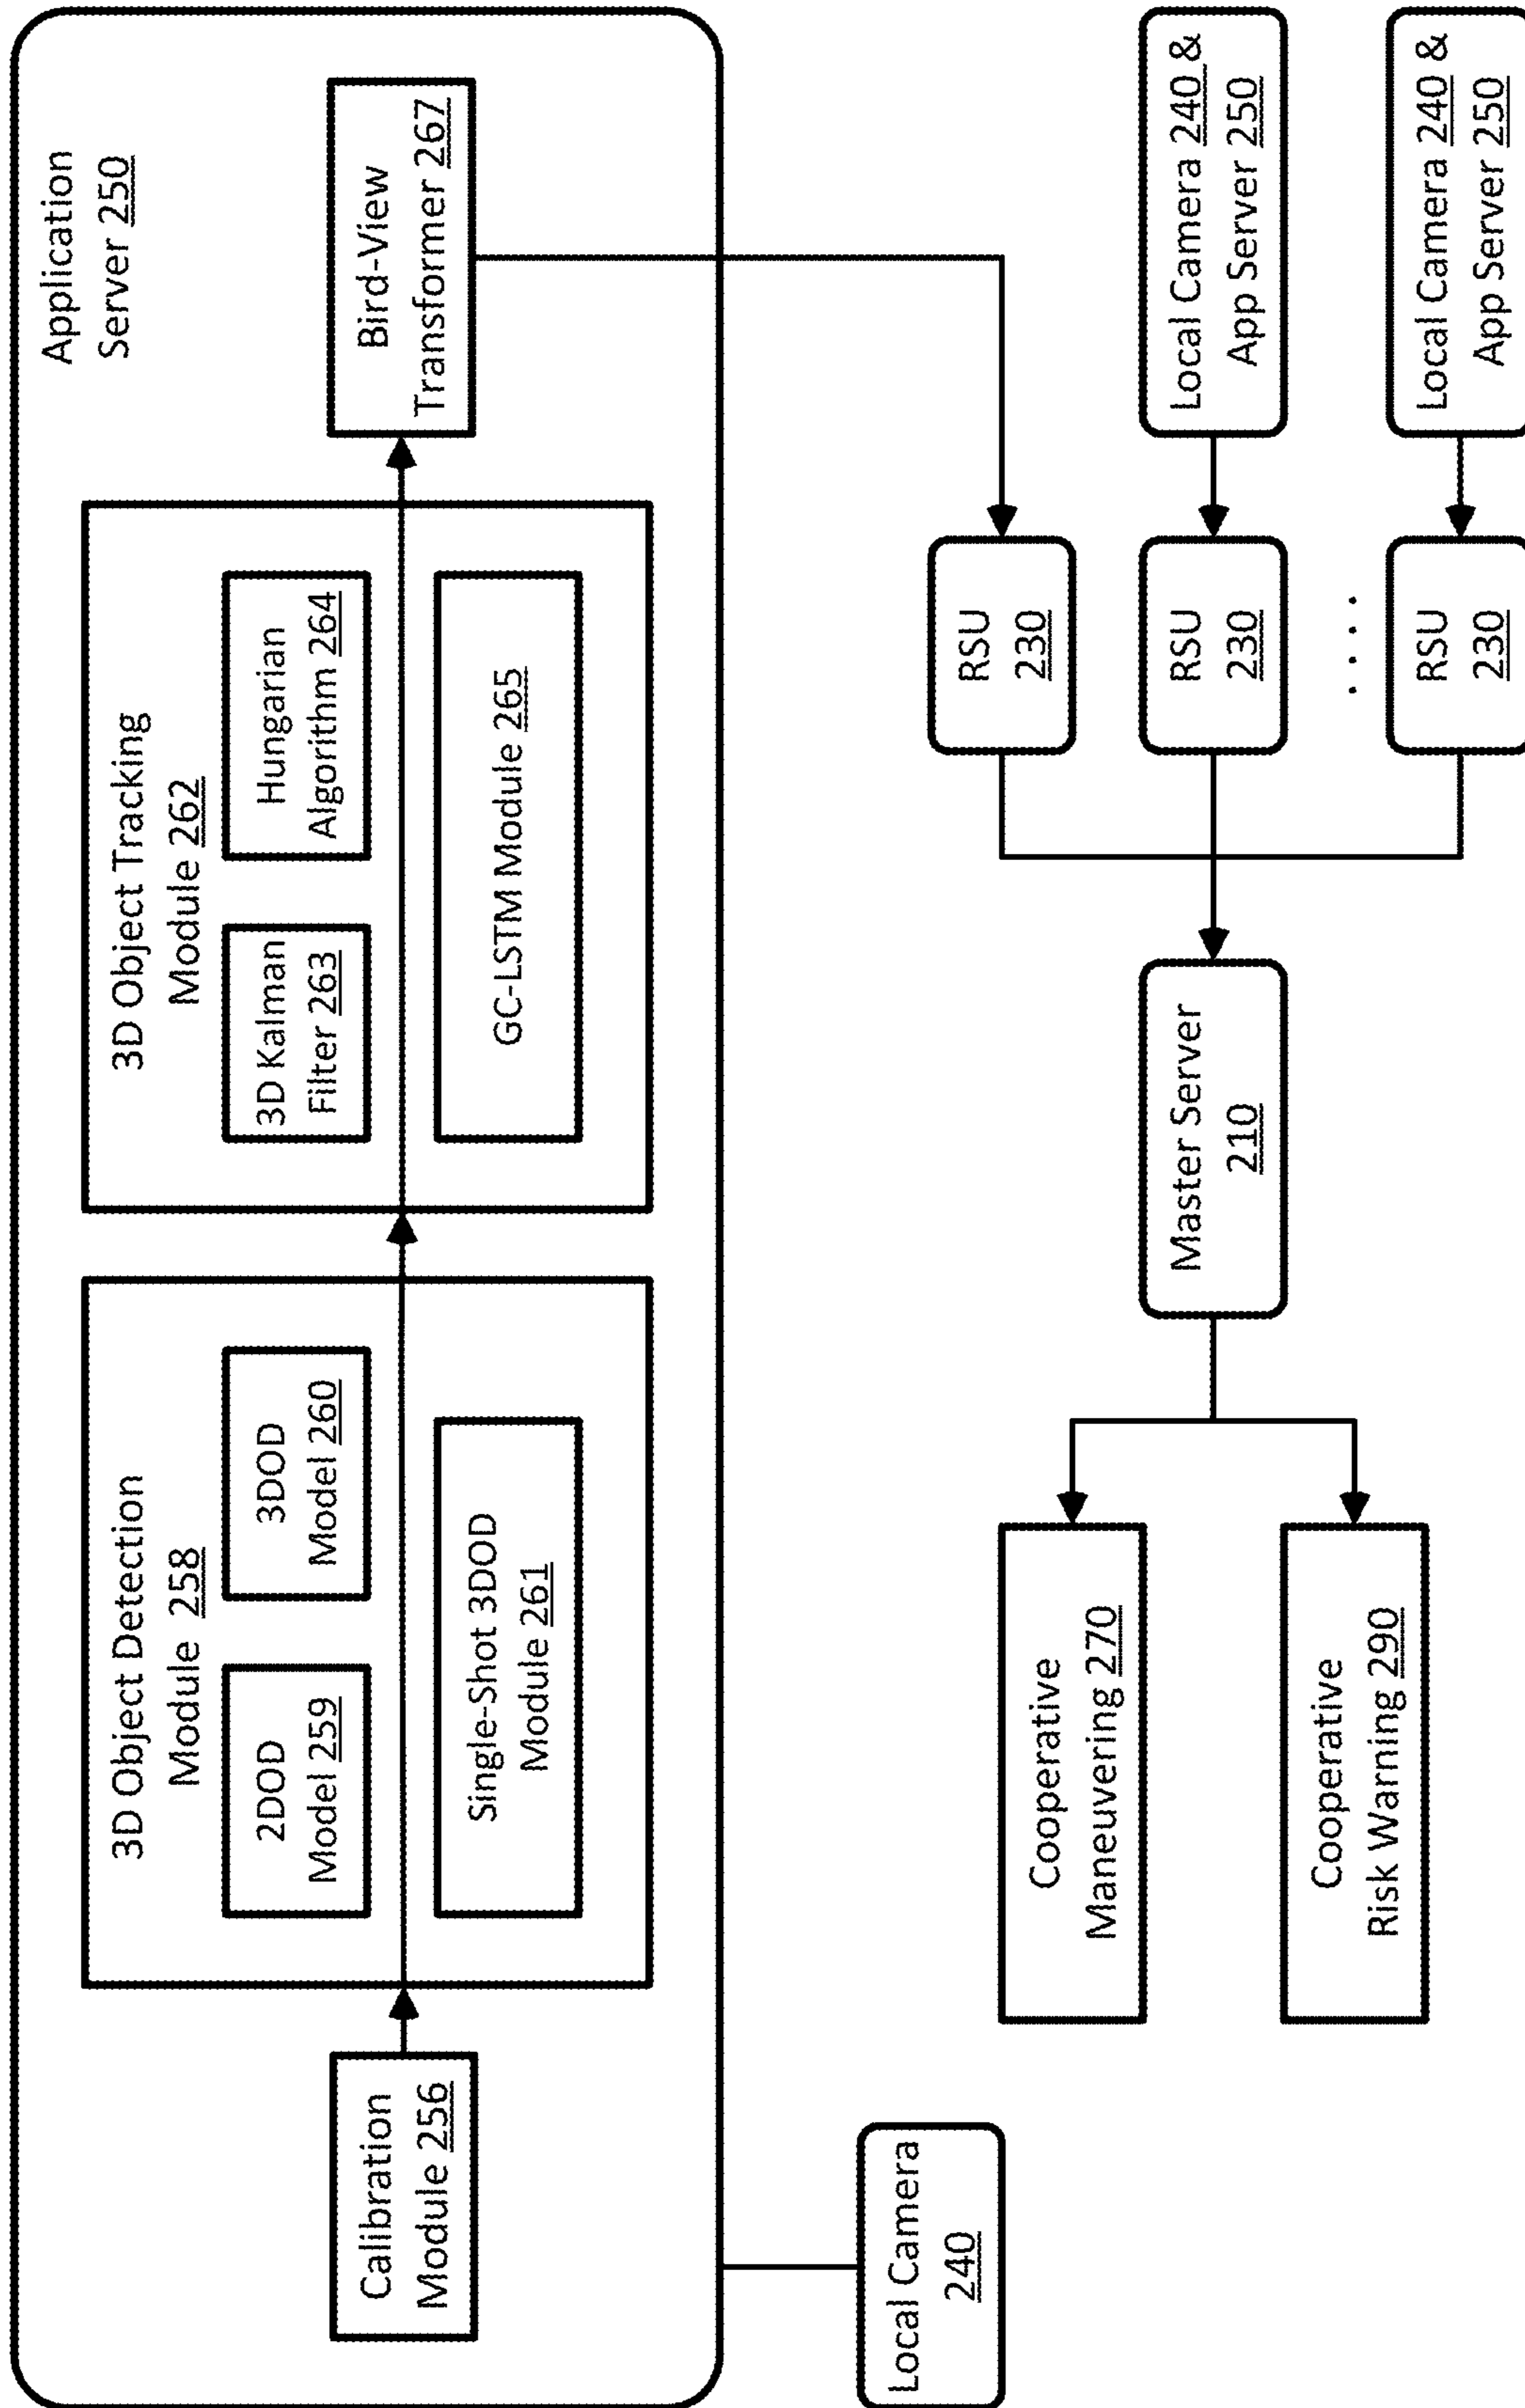 Application
Server 250
3D Object Detection
Module 258
3D Object Tracking
Module 262
2DOD
Model 259
3DOD
Model 260
3D Kalman
Filter 263
Hungarian
Algorithm 264
Calibration
Module 256
Bird-View
Transformer 267
Single-Shot 3DOD
Module 261
GC-LSTM Module 265
Local Camera
240
RSU
230
Cooperative
Maneuvering 270
Master Server
210
RSU
230
Local Camera 240 &
App Server 250
Cooperative
Risk Warning 290
. . . .
RSU
230
Local Camera 240 &
App Server 250